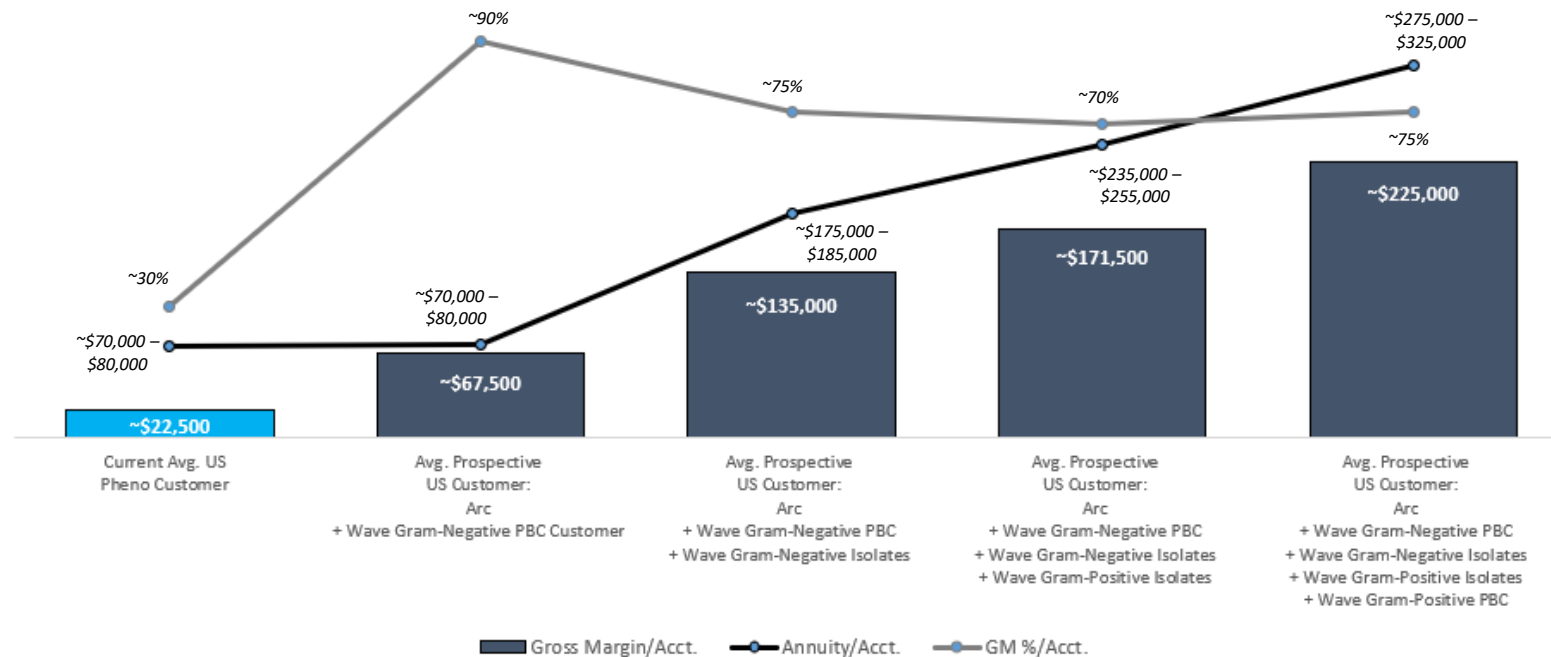 ~90%
~$275,000 –
$325,000
~75%
~70%
~75%
~$235,000 –
$255,000
~$225,000
~$175,000 –
$185,000
~$171,500
~30%
~$70,000 –
$80,000
~$135,000
~$70,000 –
$80,000
~$67,500
~$22,500
Current Avg. US
Pheno Customer
Avg. Prospective
US Customer:
Arc
+ Wave Gram-Negative PBC Customer
Avg. Prospective
US Customer:
Arc
+ Wave Gram-Negative PBC
+ Wave Gram-Negative Isolates
Avg. Prospective
US Customer:
Arc
+ Wave Gram-Negative PBC
+ Wave Gram-Negative Isolates
+ Wave Gram-Positive Isolates
Avg. Prospective
US Customer:
Arc
+ Wave Gram-Negative PBC
+ Wave Gram-Negative Isolates
+ Wave Gram-Positive Isolates
+ Wave Gram-Positive PBC
Gross Margin/Acct.
Annuity/Acct.
GM %/Acct.